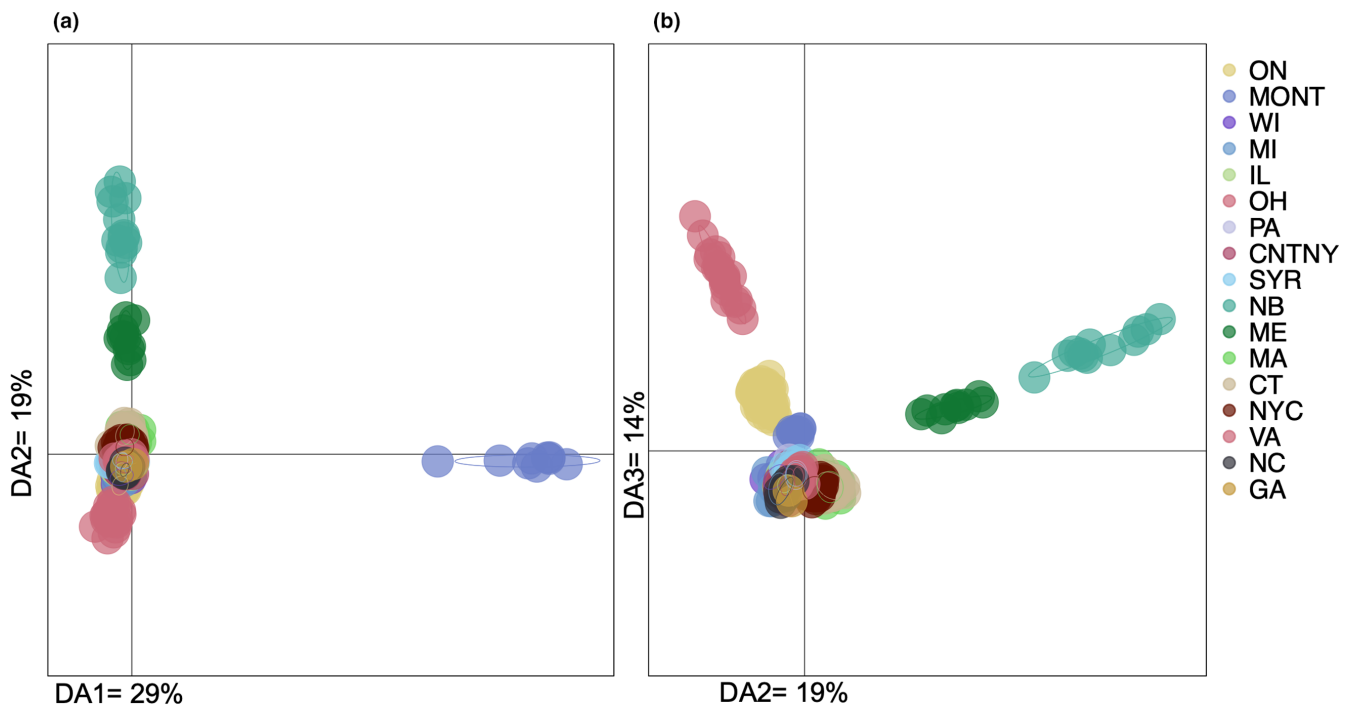 (a)
(b)
DA2= 19%
DA1= 29%
DA3= 14%
DA2= 19%
ON
MONT
WI
MI
IL
OH
PA
CNTNY
SYR
NB
ME
MA
CT
NYC
VA
NC
GA